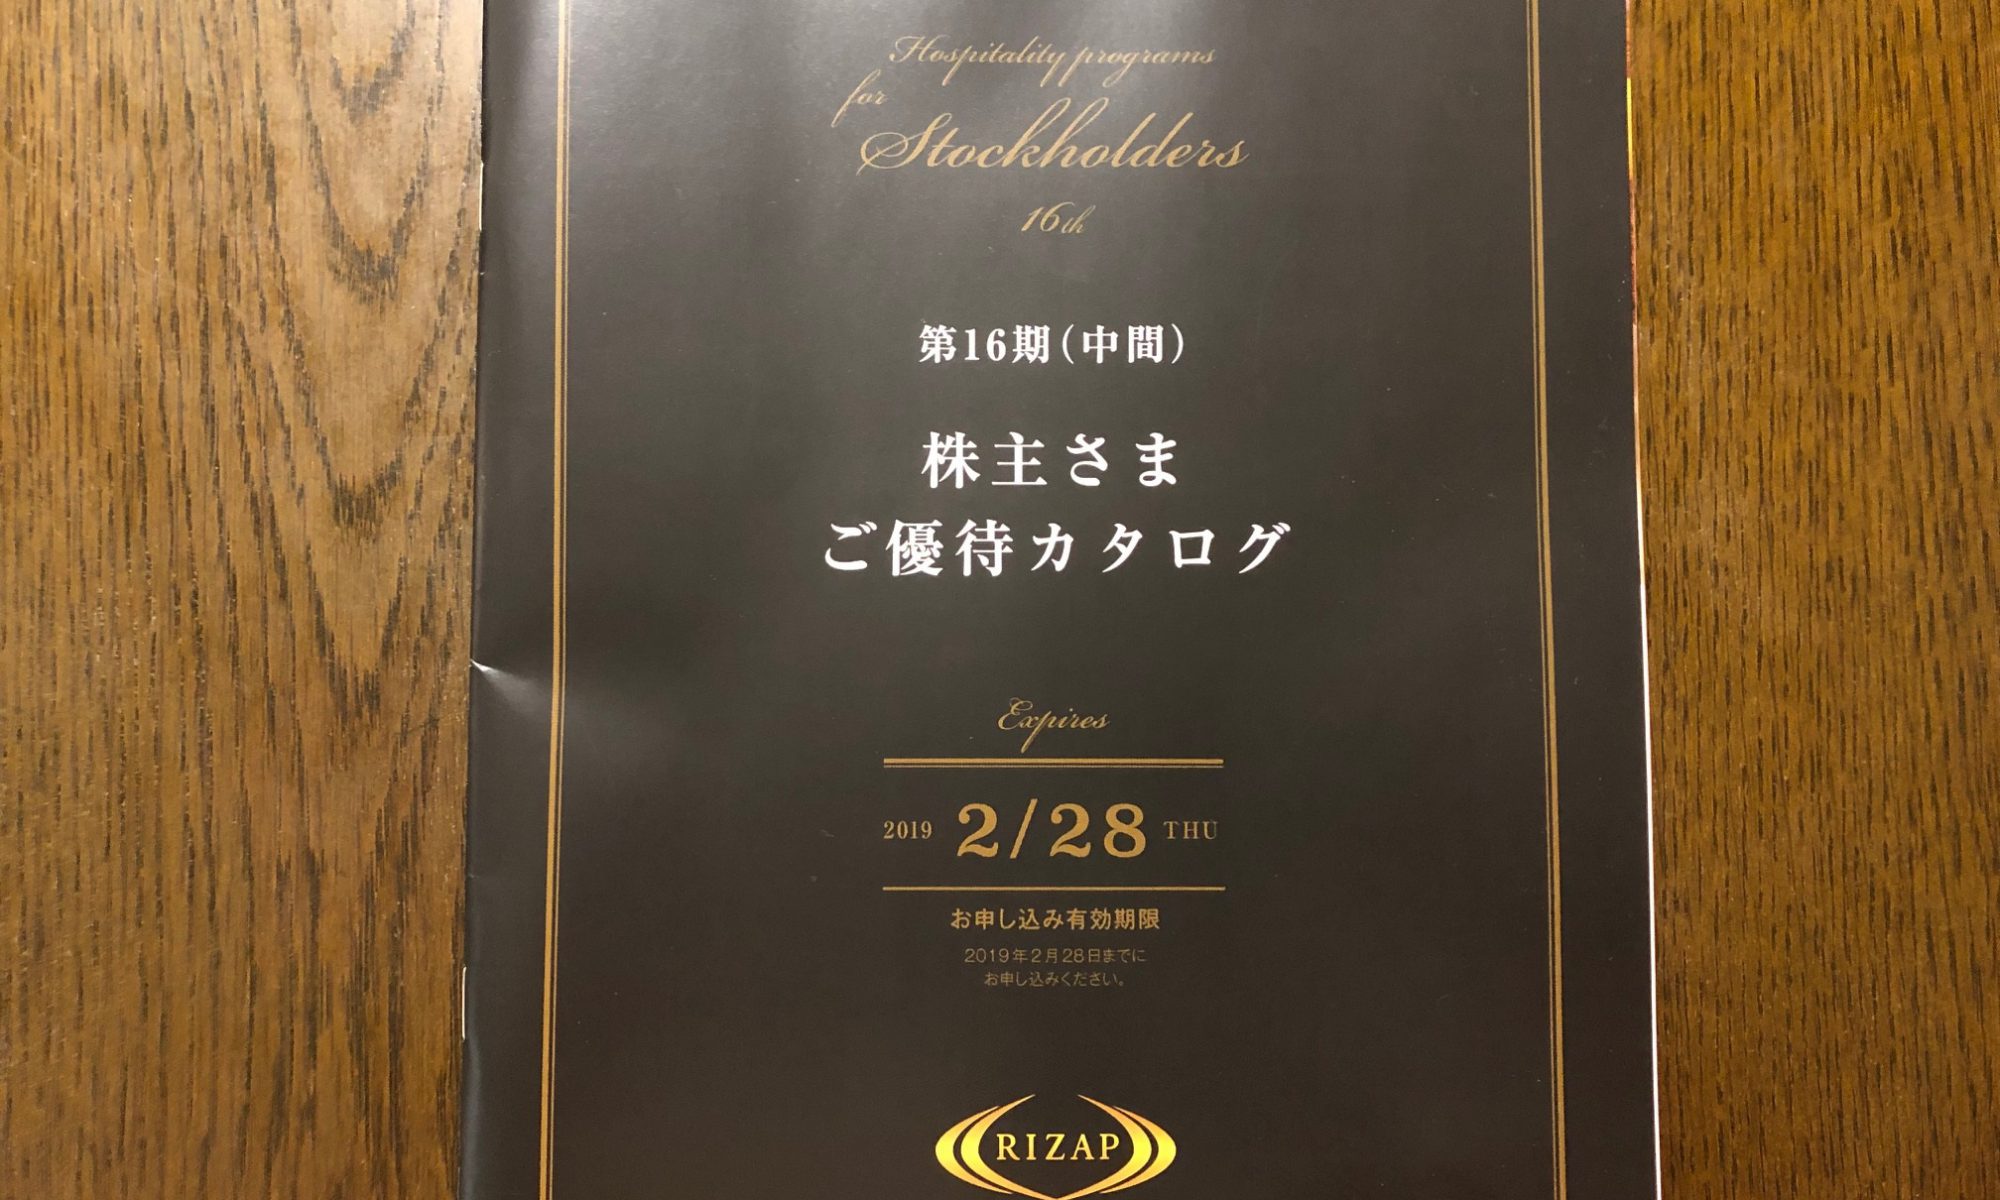 Hospitality programs
for
Stockholders
16th
第16期（中間）
株主さま
ご優待カタログ
Expires
2019 2/28 THU
お申し込み有効期限
2019年2月28日までに
お申し込みください。
RIZAP